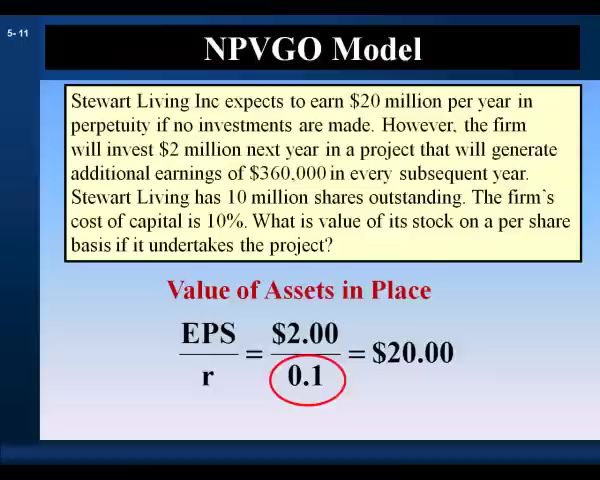 5- 11
NPVGO Model
Stewart Living Inc expects to earn $20 million per year in
perpetuity if no investments are made. However, the firm
will invest $2 million next year in a project that will generate
additional earnings of $360,000 in every subsequent year.
Stewart Living has 10 million shares outstanding. The firm`s
cost of capital is 10%. What is value of its stock on a per share
basis if it undertakes the project?
Value of Assets in Place
EPS $2.00
= = $20.00
r 0.1